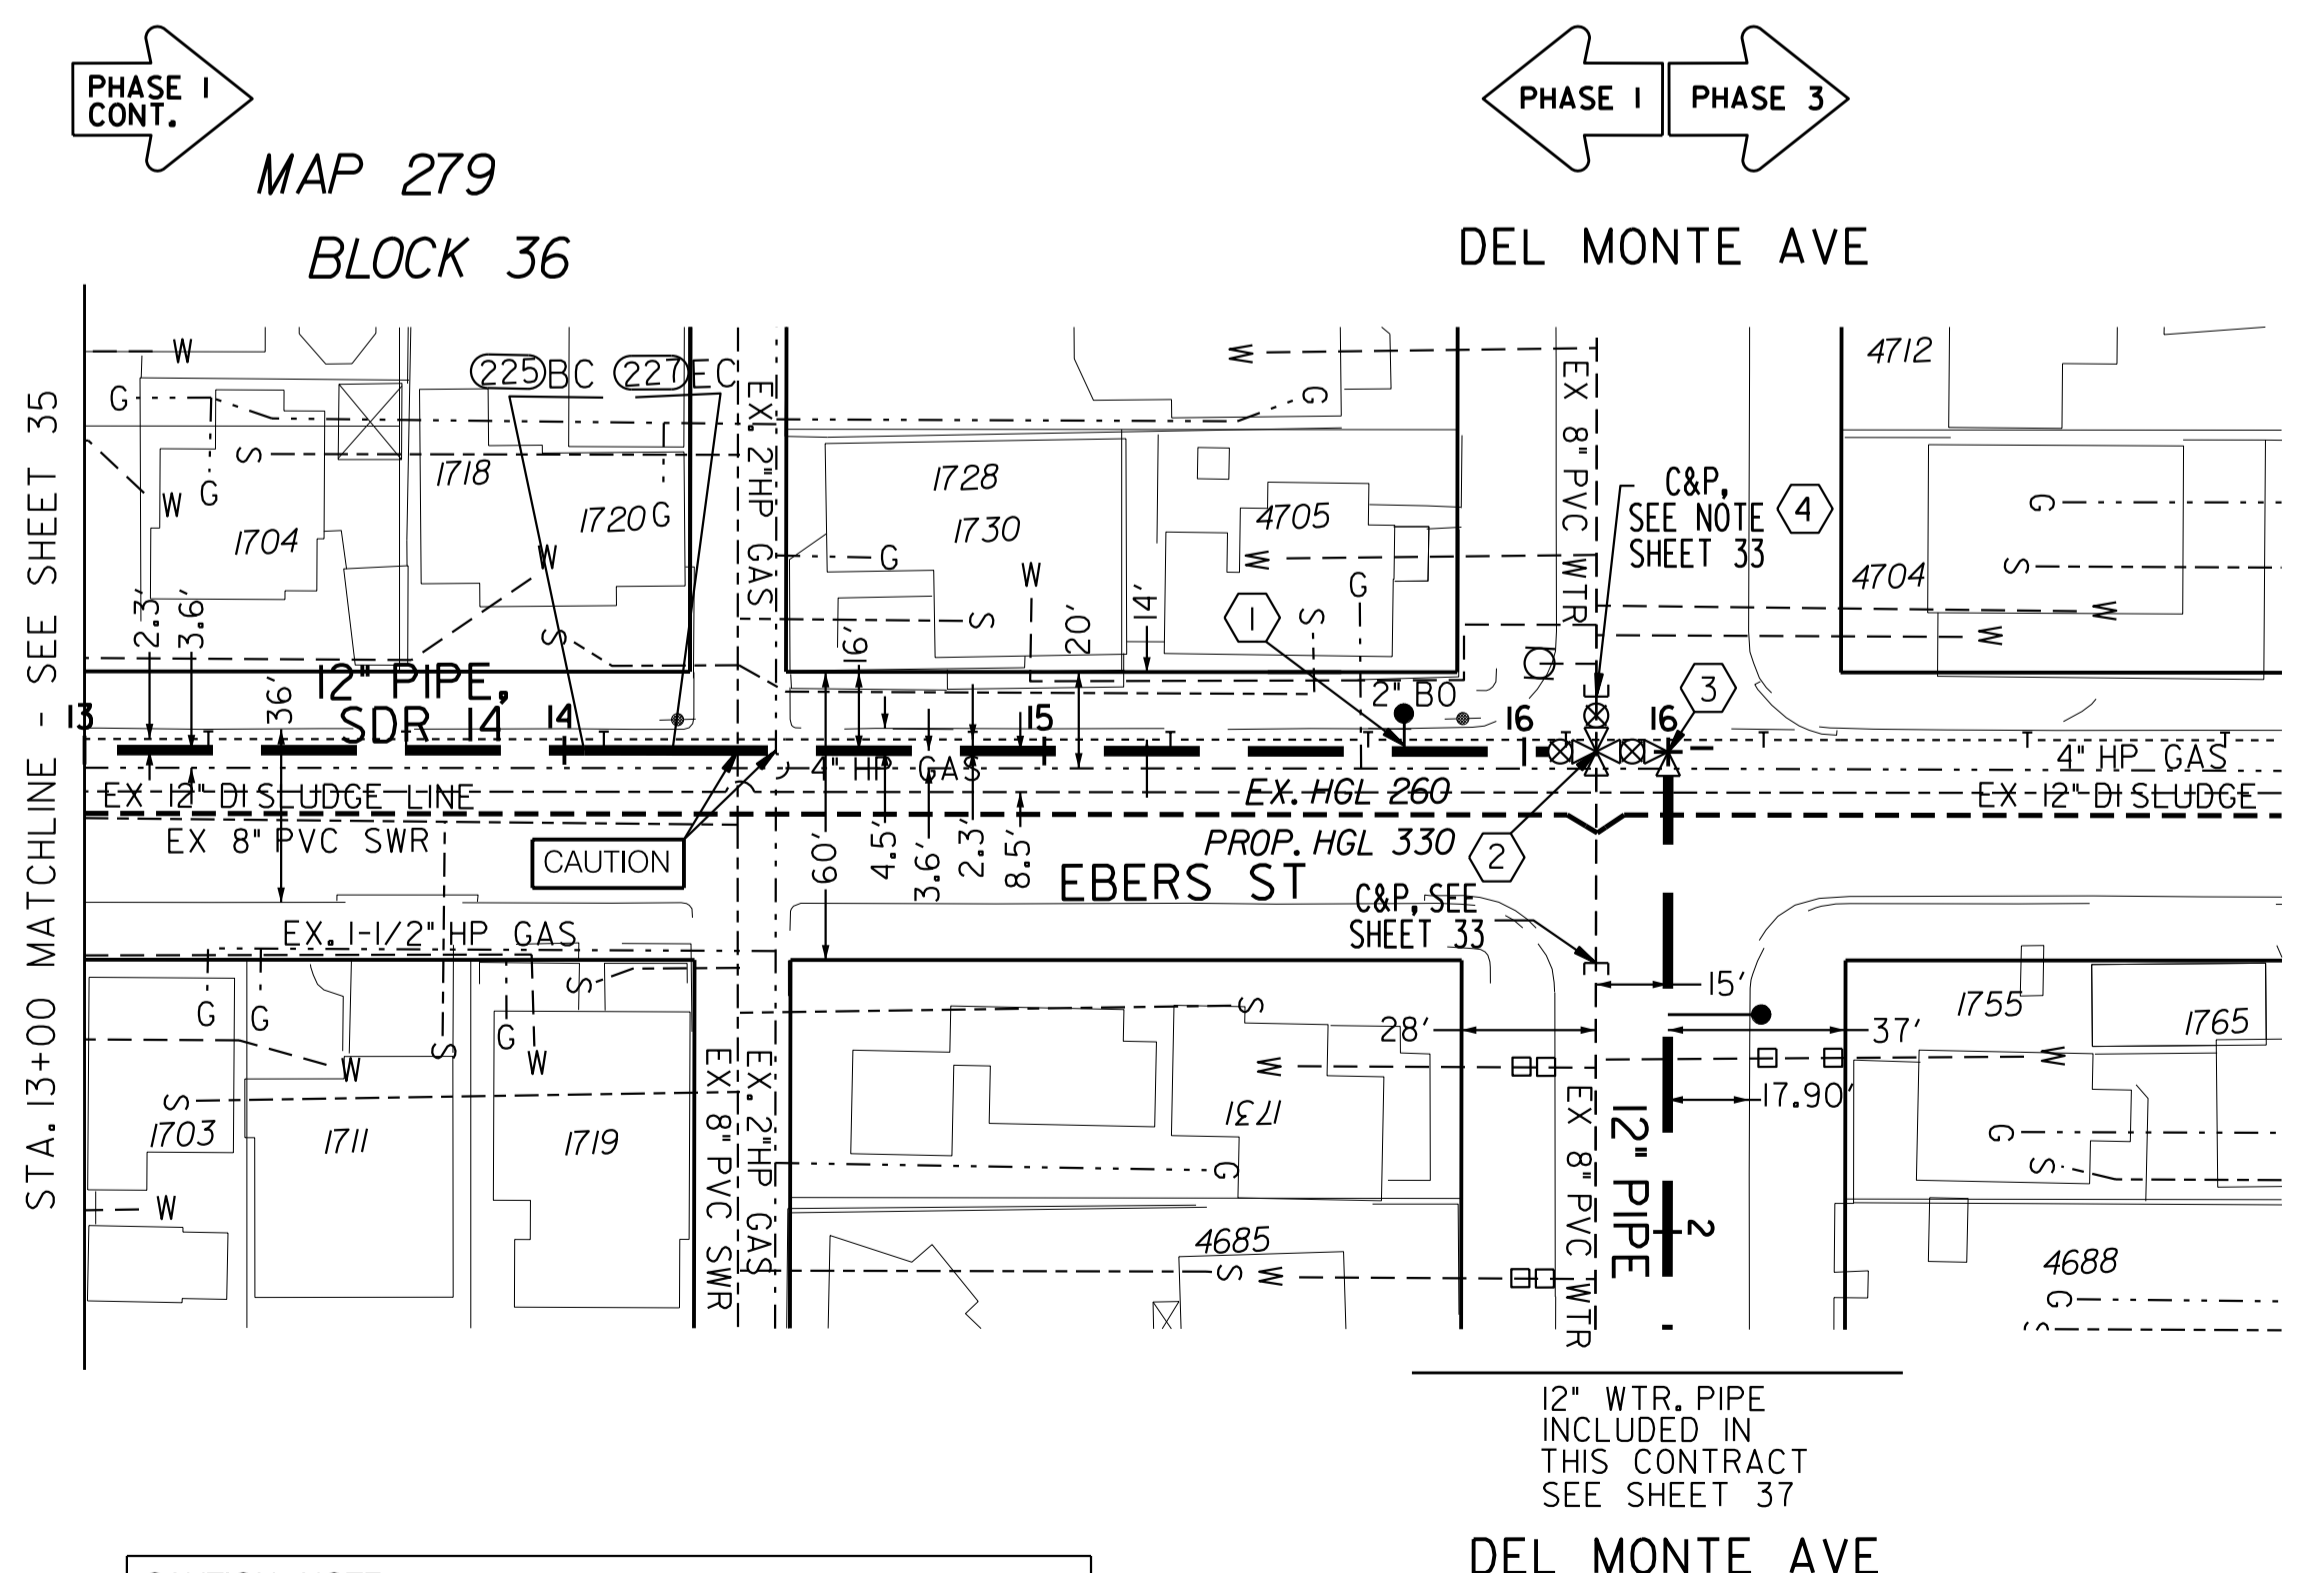 PHASE 1
CONT.
PHASE 1
PHASE 3
MAP 279
BLOCK 36
DEL MONTE AVE
STA. 13+00 MATCHLINE - SEE SHEET 35
W
G
S
G
W
1704
1718
225 BC
227 EC
1720
G
W
S
EX. 2" HP GAS
G
1728
1730
G
W
S
W
4705
W
S
G
1
EX 8" PVC WTR
C&P,
SEE NOTE 4
SHEET 33
4712
G
S
4704
W
W
2.3'
3.6'
36'
12" PIPE,
SDR 14
13
14
15
16
16
16'
20'
14'
2" BO
3
4" HP GAS
4" HP GAS
EX 12" DI SLUDGE LINE
EX 12" DI SLUDGE
EX 8" PVC SWR
CAUTION
60'
4.5'
3.6'
2.3'
8.5'
EX. HGL 260
PROP. HGL 330
2
EBERS ST
C&P, SEE
SHEET 33
EX. 1-1/2" HP GAS
G
G
W
S
G
W
S
S
1703
1711
1719
W
EX. 8" PVC SWR
EX. 2" HP GAS
S
W
1731
G
4685
S
W
28'
15'
37'
17.90'
EX 8" PVC WTR
12" PIPE
2
1755
1765
W
G
S
4688
G
S
12" WTR. PIPE
INCLUDED IN
THIS CONTRACT
SEE SHEET 37
DEL MONTE AVE